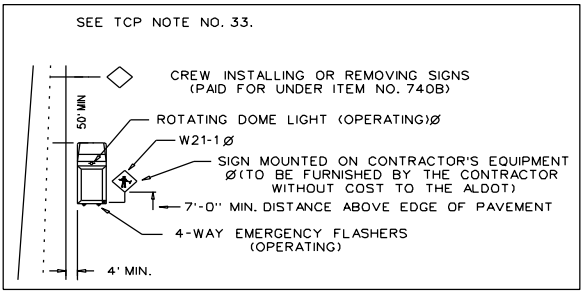 SEE TCP NOTE NO. 33.
CREW INSTALLING OR REMOVING SIGNS
(PAID FOR UNDER ITEM NO. 740B)
50' MIN
ROTATING DOME LIGHT (OPERATING)Ø
W21-1 Ø
SIGN MOUNTED ON CONTRACTOR'S EQUIPMENT
Ø(TO BE FURNISHED BY THE CONTRACTOR
WITHOUT COST TO THE ALDOT)
7'-0'' MIN. DISTANCE ABOVE EDGE OF PAVEMENT
4-WAY EMERGENCY FLASHERS
(OPERATING)
4' MIN.